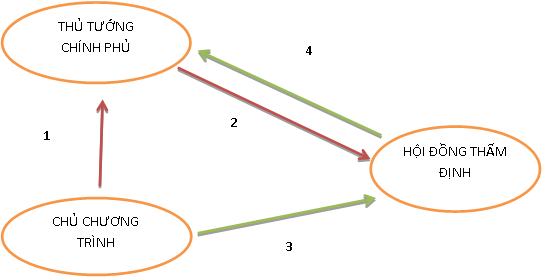 THỦ TƯỚNG
CHÍNH PHỦ
4
1
2
HỘI ĐỒNG THẨM
ĐỊNH
CHỦ CHƯƠNG
TRÌNH
3